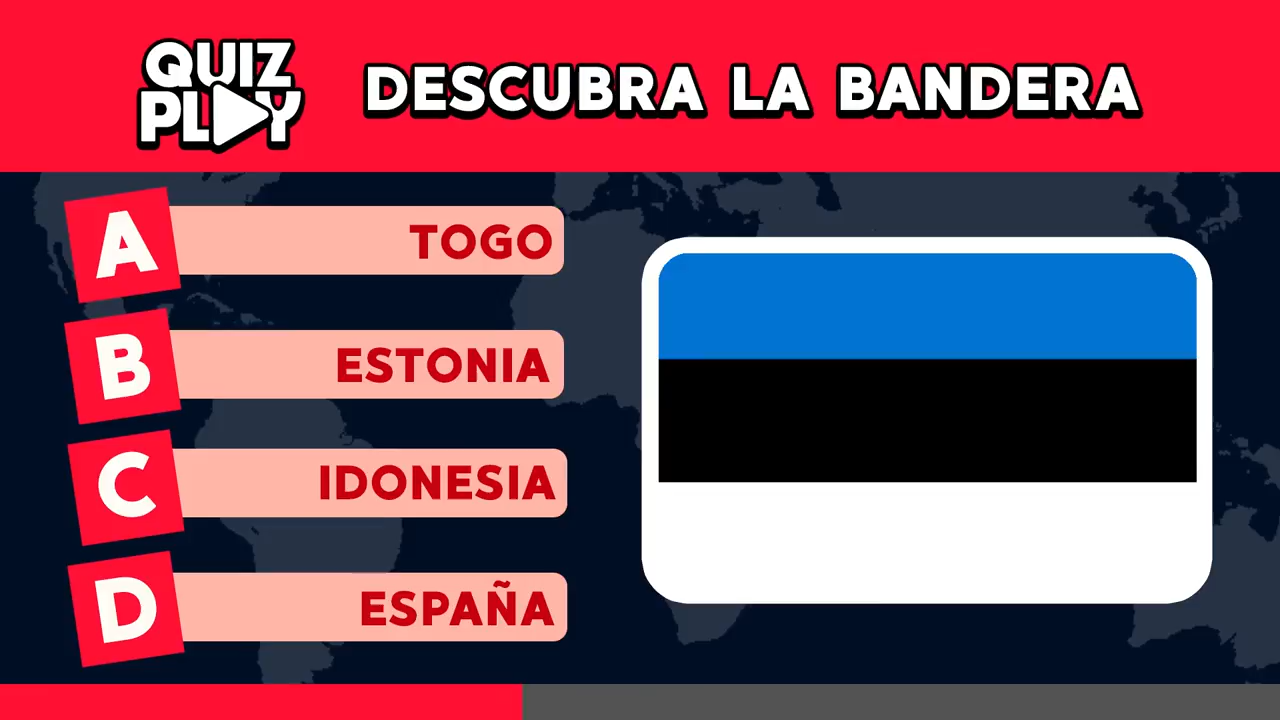 QUIZ
PLAY
DESCUBRA LA BANDERA
A
TOGO
B
ESTONIA
C
IDONESIA
D
ESPAÑA